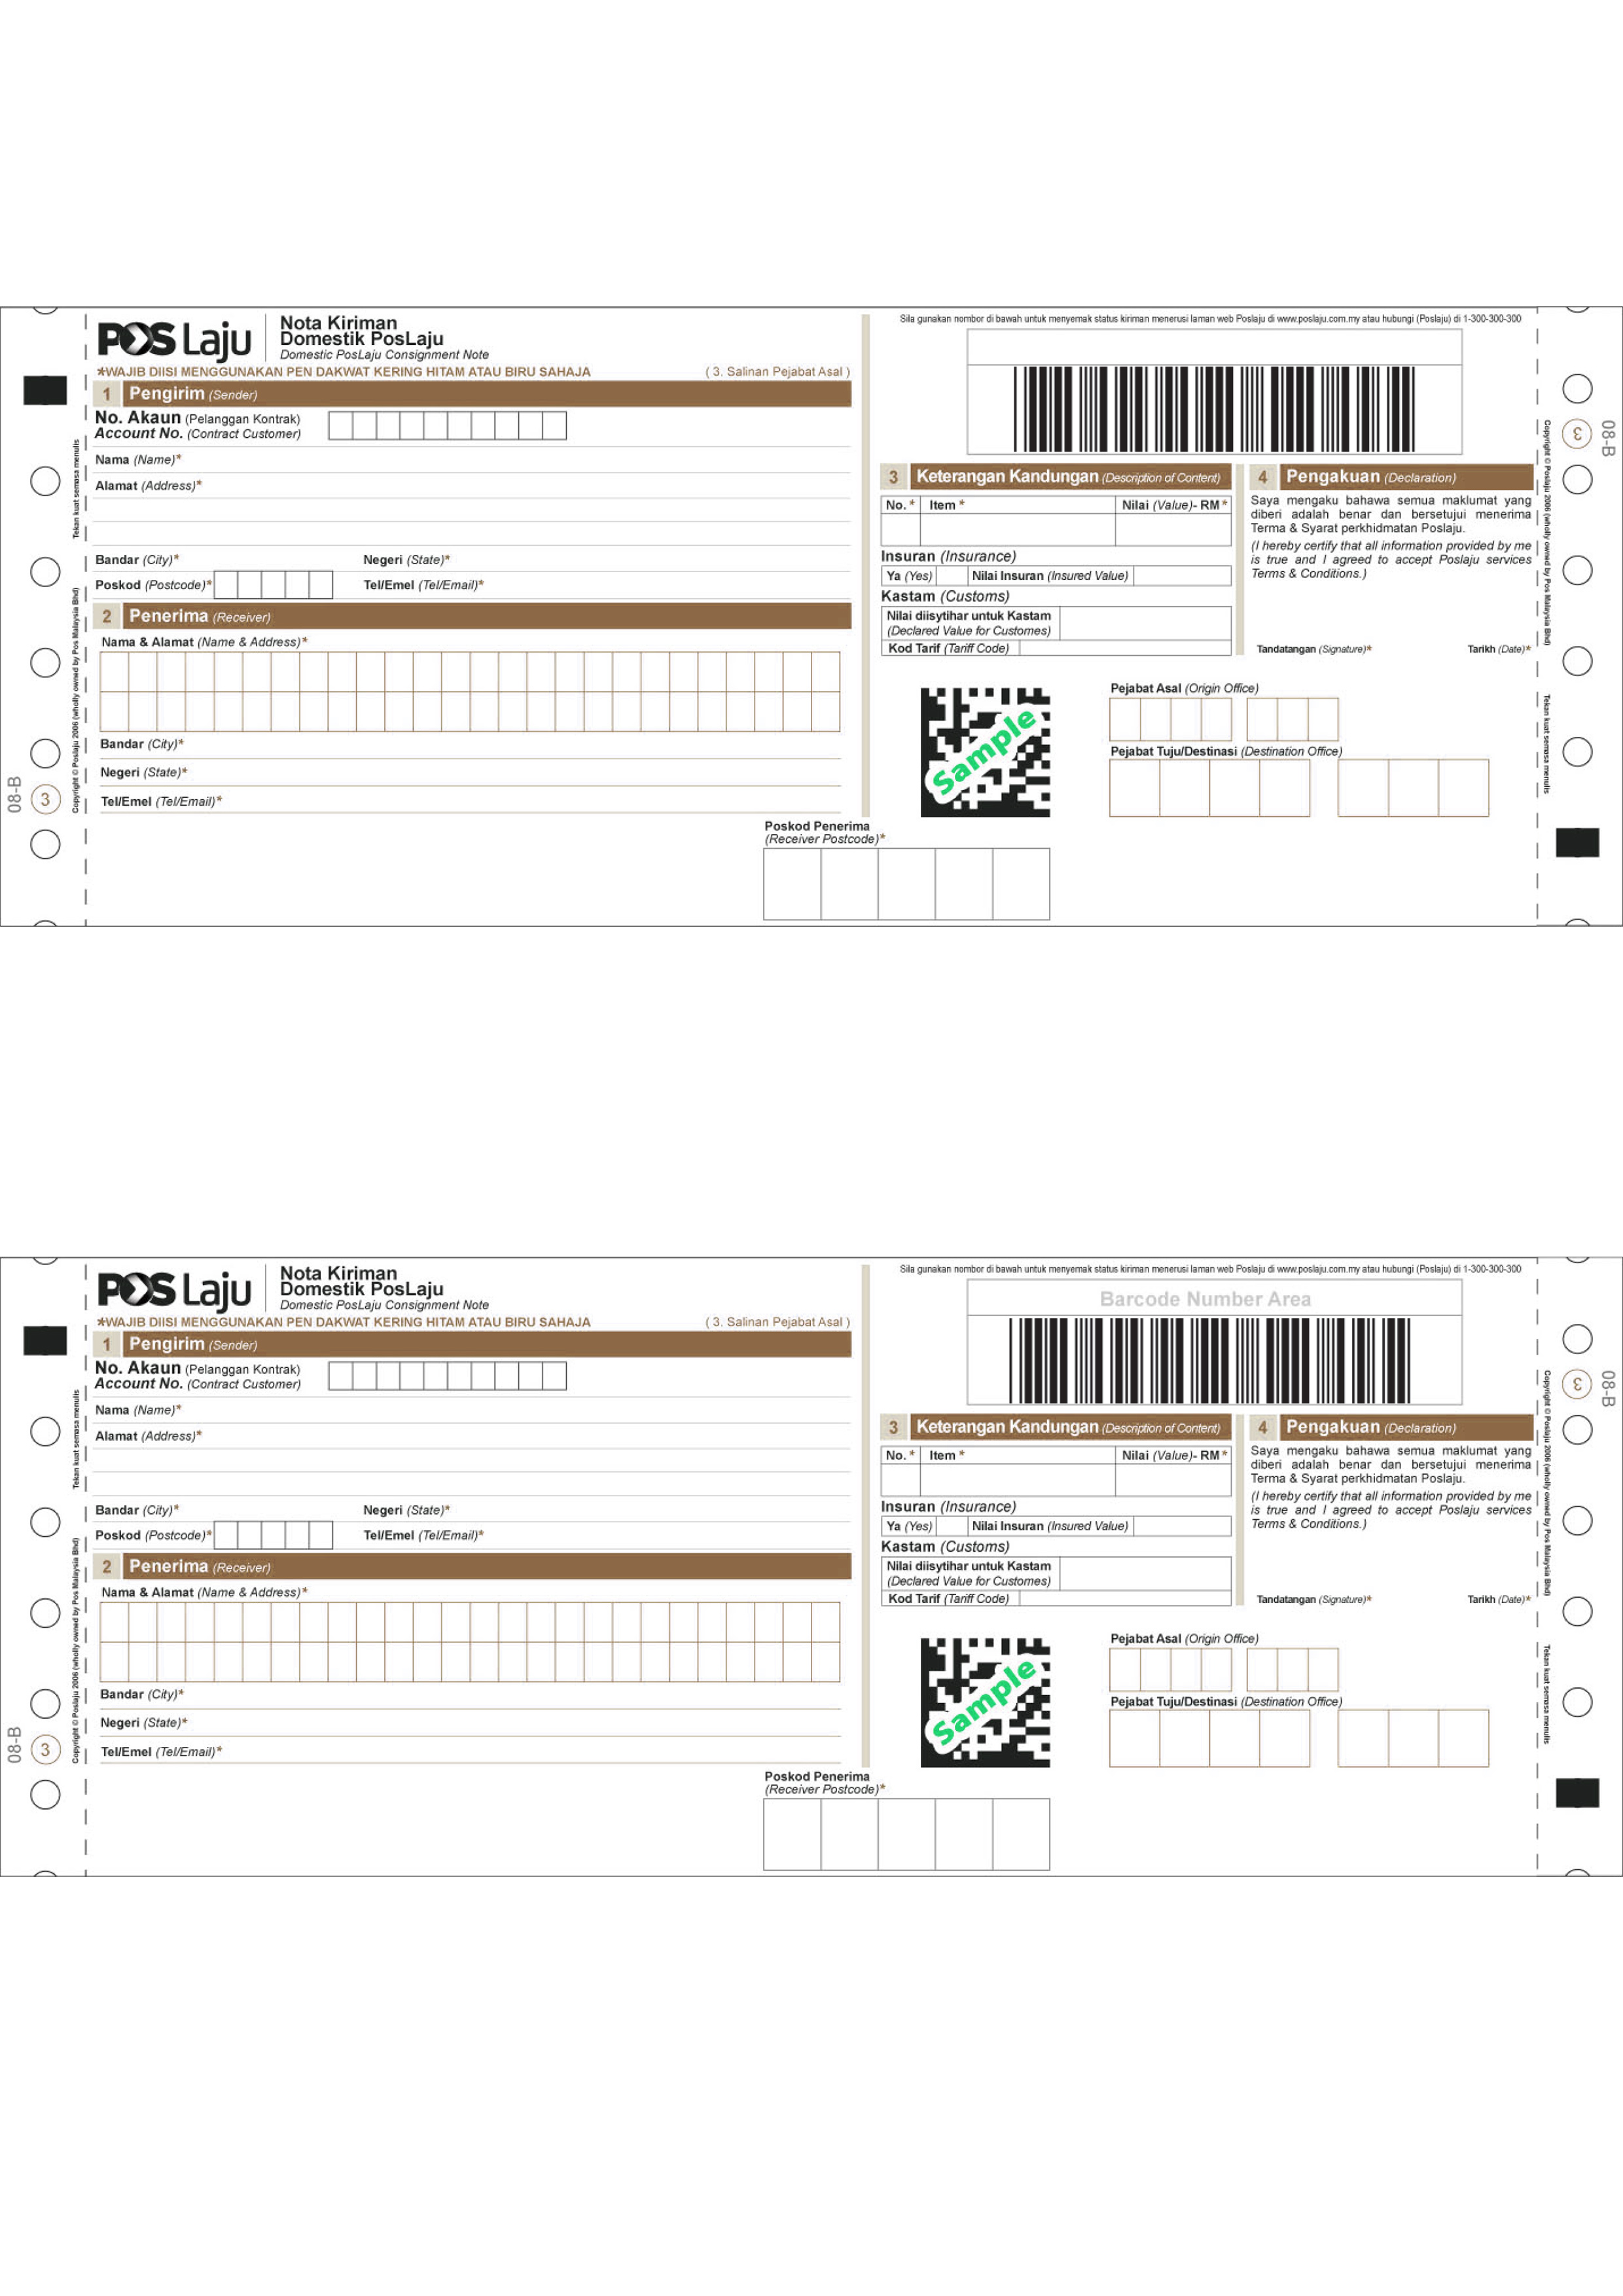 POS Laju
Nota Kiriman
Domestik PosLaju
Domestic PosLaju Consignment Note
*WAJIB DIISI MENGGUNAKAN PEN DAKWAT KERING HITAM ATAU BIRU SAHAJA
( 3. Salinan Pejabat Asal )
1 Pengirim (Sender)
No. Akaun (Pelanggan Kontrak)
Account No. (Contract Customer)
Nama (Name)*
Alamat (Address)*
Bandar (City)* Negeri (State)*
Poskod (Postcode)* Tel/Emel (Tel/Email)*
2 Penerima (Receiver)
Nama & Alamat (Name & Address)*
Bandar (City)*
Negeri (State)*
Tel/Emel (Tel/Email)*
Poskod Penerima
(Receiver Postcode)*
Sila gunakan nombor di bawah untuk menyemak status kiriman menerusi laman web Poslaju di www.poslaju.com.my atau hubungi (Poslaju) di 1-300-300-300
3 Keterangan Kandungan (Description of Content)
No.* Item* Nilai (Value)- RM*
Insuran (Insurance)
Ya (Yes) Nilai Insuran (Insured Value)
Kastam (Customs)
Nilai diisytihar untuk Kastam
(Declared Value for Customes)
Kod Tarif (Tariff Code)
4 Pengakuan (Declaration)
Saya mengaku bahawa semua maklumat yang
diberi adalah benar dan bersetujui menerima
Terma & Syarat perkhidmatan Poslaju.
(I hereby certify that all information provided by me
is true and I agreed to accept Poslaju services
Terms & Conditions.)
Tandatangan (Signature)* Tarikh (Date)*
Sample
Pejabat Asal (Origin Office)
Pejabat Tuju/Destinasi (Destination Office)
Tekan kuat semasa menulis
Copyright © Poslaju 2006 (wholly owned by Pos Malaysia Bhd)
08-B
3
Copyright © Poslaju 2006 (wholly owned by Pos Malaysia Bhd)
Tekan kuat semasa menulis
3
08-B
POS Laju
Nota Kiriman
Domestik PosLaju
Domestic PosLaju Consignment Note
*WAJIB DIISI MENGGUNAKAN PEN DAKWAT KERING HITAM ATAU BIRU SAHAJA
( 3. Salinan Pejabat Asal )
1 Pengirim (Sender)
No. Akaun (Pelanggan Kontrak)
Account No. (Contract Customer)
Nama (Name)*
Alamat (Address)*
Bandar (City)* Negeri (State)*
Poskod (Postcode)* Tel/Emel (Tel/Email)*
2 Penerima (Receiver)
Nama & Alamat (Name & Address)*
Bandar (City)*
Negeri (State)*
Tel/Emel (Tel/Email)*
Poskod Penerima
(Receiver Postcode)*
Sila gunakan nombor di bawah untuk menyemak status kiriman menerusi laman web Poslaju di www.poslaju.com.my atau hubungi (Poslaju) di 1-300-300-300
Barcode Number Area
3 Keterangan Kandungan (Description of Content)
No.* Item* Nilai (Value)- RM*
Insuran (Insurance)
Ya (Yes) Nilai Insuran (Insured Value)
Kastam (Customs)
Nilai diisytihar untuk Kastam
(Declared Value for Customes)
Kod Tarif (Tariff Code)
4 Pengakuan (Declaration)
Saya mengaku bahawa semua maklumat yang
diberi adalah benar dan bersetujui menerima
Terma & Syarat perkhidmatan Poslaju.
(I hereby certify that all information provided by me
is true and I agreed to accept Poslaju services
Terms & Conditions.)
Tandatangan (Signature)* Tarikh (Date)*
Sample
Pejabat Asal (Origin Office)
Pejabat Tuju/Destinasi (Destination Office)
Tekan kuat semasa menulis
Copyright © Poslaju 2006 (wholly owned by Pos Malaysia Bhd)
08-B
3
Copyright © Poslaju 2006 (wholly owned by Pos Malaysia Bhd)
Tekan kuat semasa menulis
3
08-B